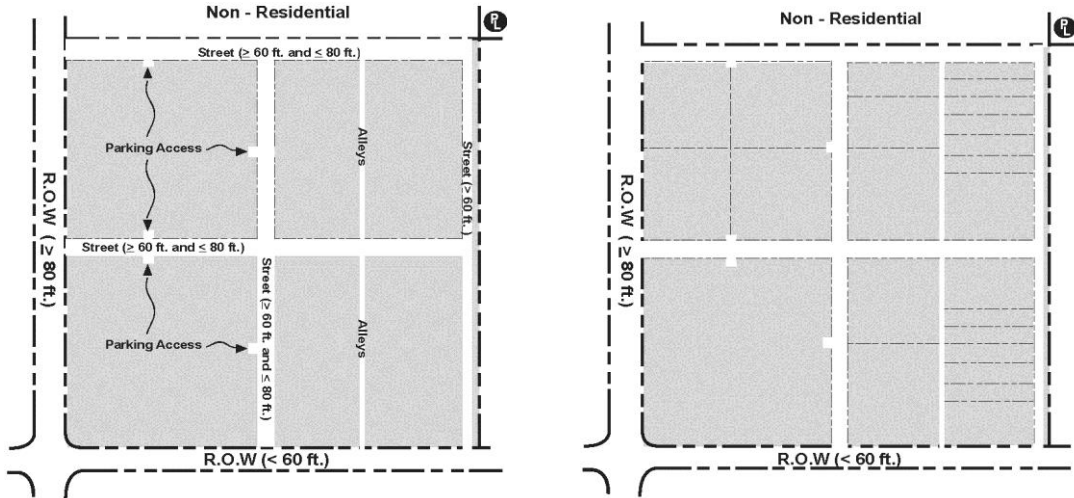 Non - Residential
PL
Street (≥ 60 ft. and ≤ 80 ft.)
Parking Access
Alleys
Street (≥ 60 ft.)
R.O.W (≥ 80 ft.)
Street (≥ 60 ft. and ≤ 80 ft.)
Street (≥ 60 ft. and ≤ 80 ft.)
Parking Access
Alleys
R.O.W (< 60 ft.)
Non - Residential
PL
R.O.W (≥ 80 ft.)
R.O.W (< 60 ft.)